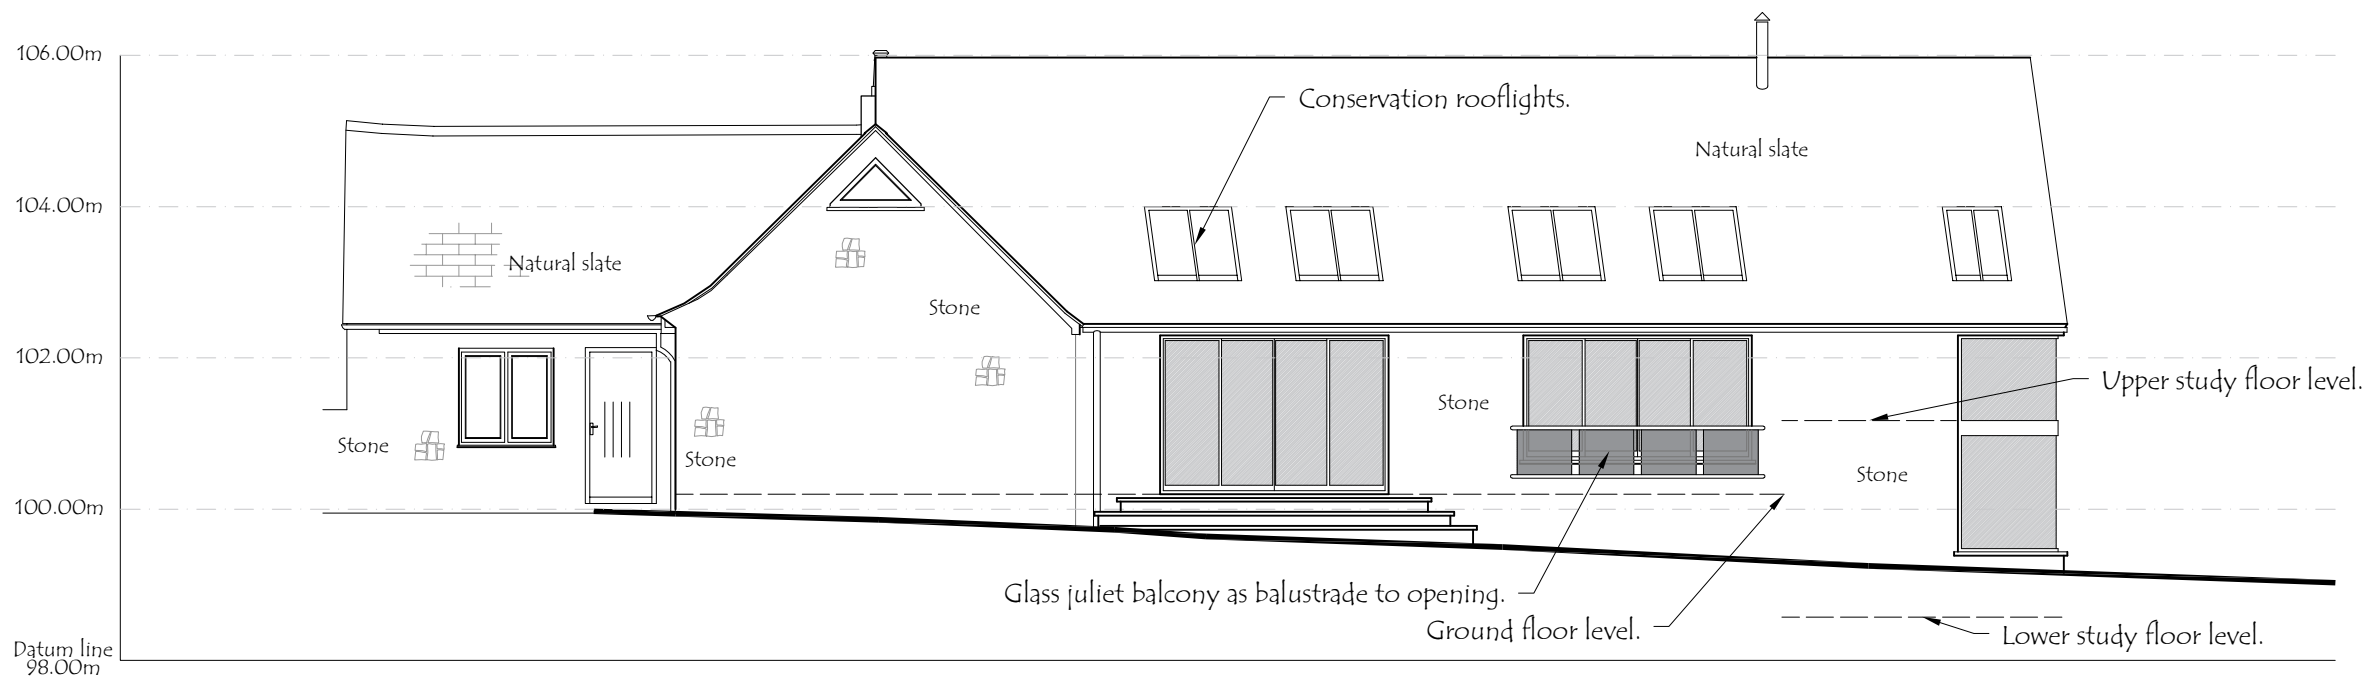 106.00m
Conservation rooflights.
Natural slate
104.00m
Natural slate
Stone
102.00m
Upper study floor level.
Stone
Stone
Stone
Stone
100.00m
Glass juliet balcony as balustrade to opening.
Ground floor level.
Lower study floor level.
Datum line
98.00m